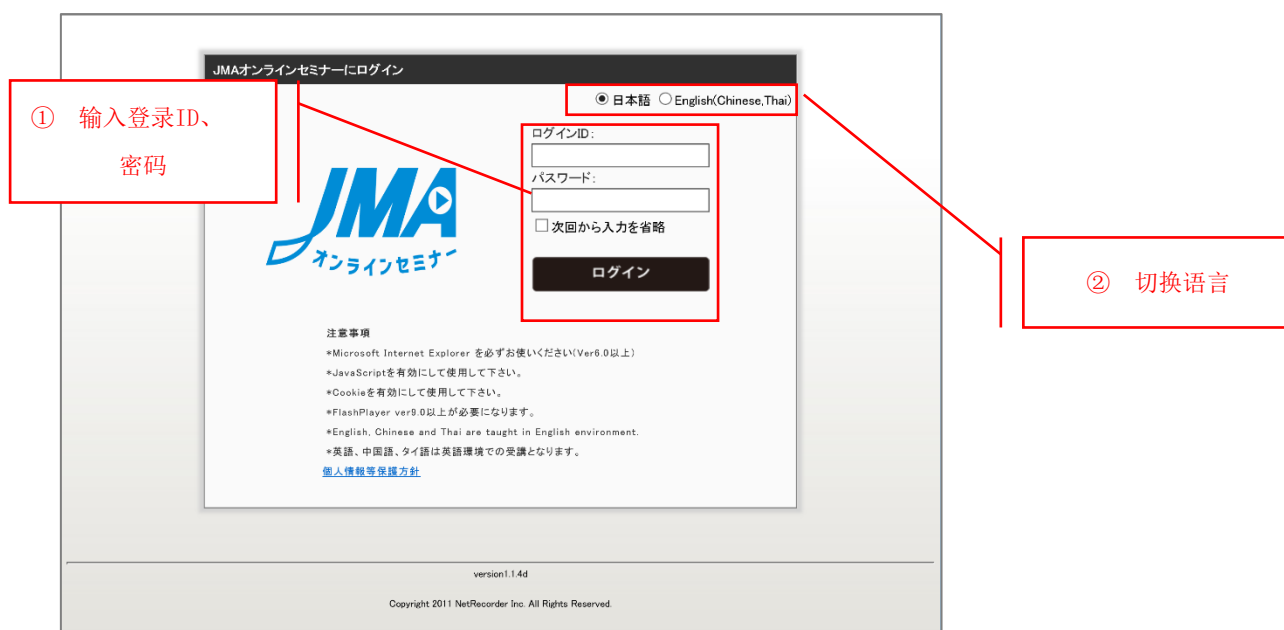 JMAオンラインセミナーにログイン
① 输入登录ID、
密码
日本語 English(Chinese,Thai)
ログインID:
パスワード:
次回から入力を省略
ログイン
JMA
オンラインセミナー
② 切换语言
注意事項
*Microsoft Internet Explorer を必ずお使いください(Ver6.0以上)
*JavaScriptを有効にして使用して下さい。
*Cookieを有効にして使用して下さい。
*FlashPlayer ver9.0以上が必要になります。
*English, Chinese and Thai are taught in English environment.
*英語、中国語、タイ語は英語環境での受講となります。
個人情報等保護方針
version1.1.4d
Copyright 2011 NetRecorder Inc. All Rights Reserved.